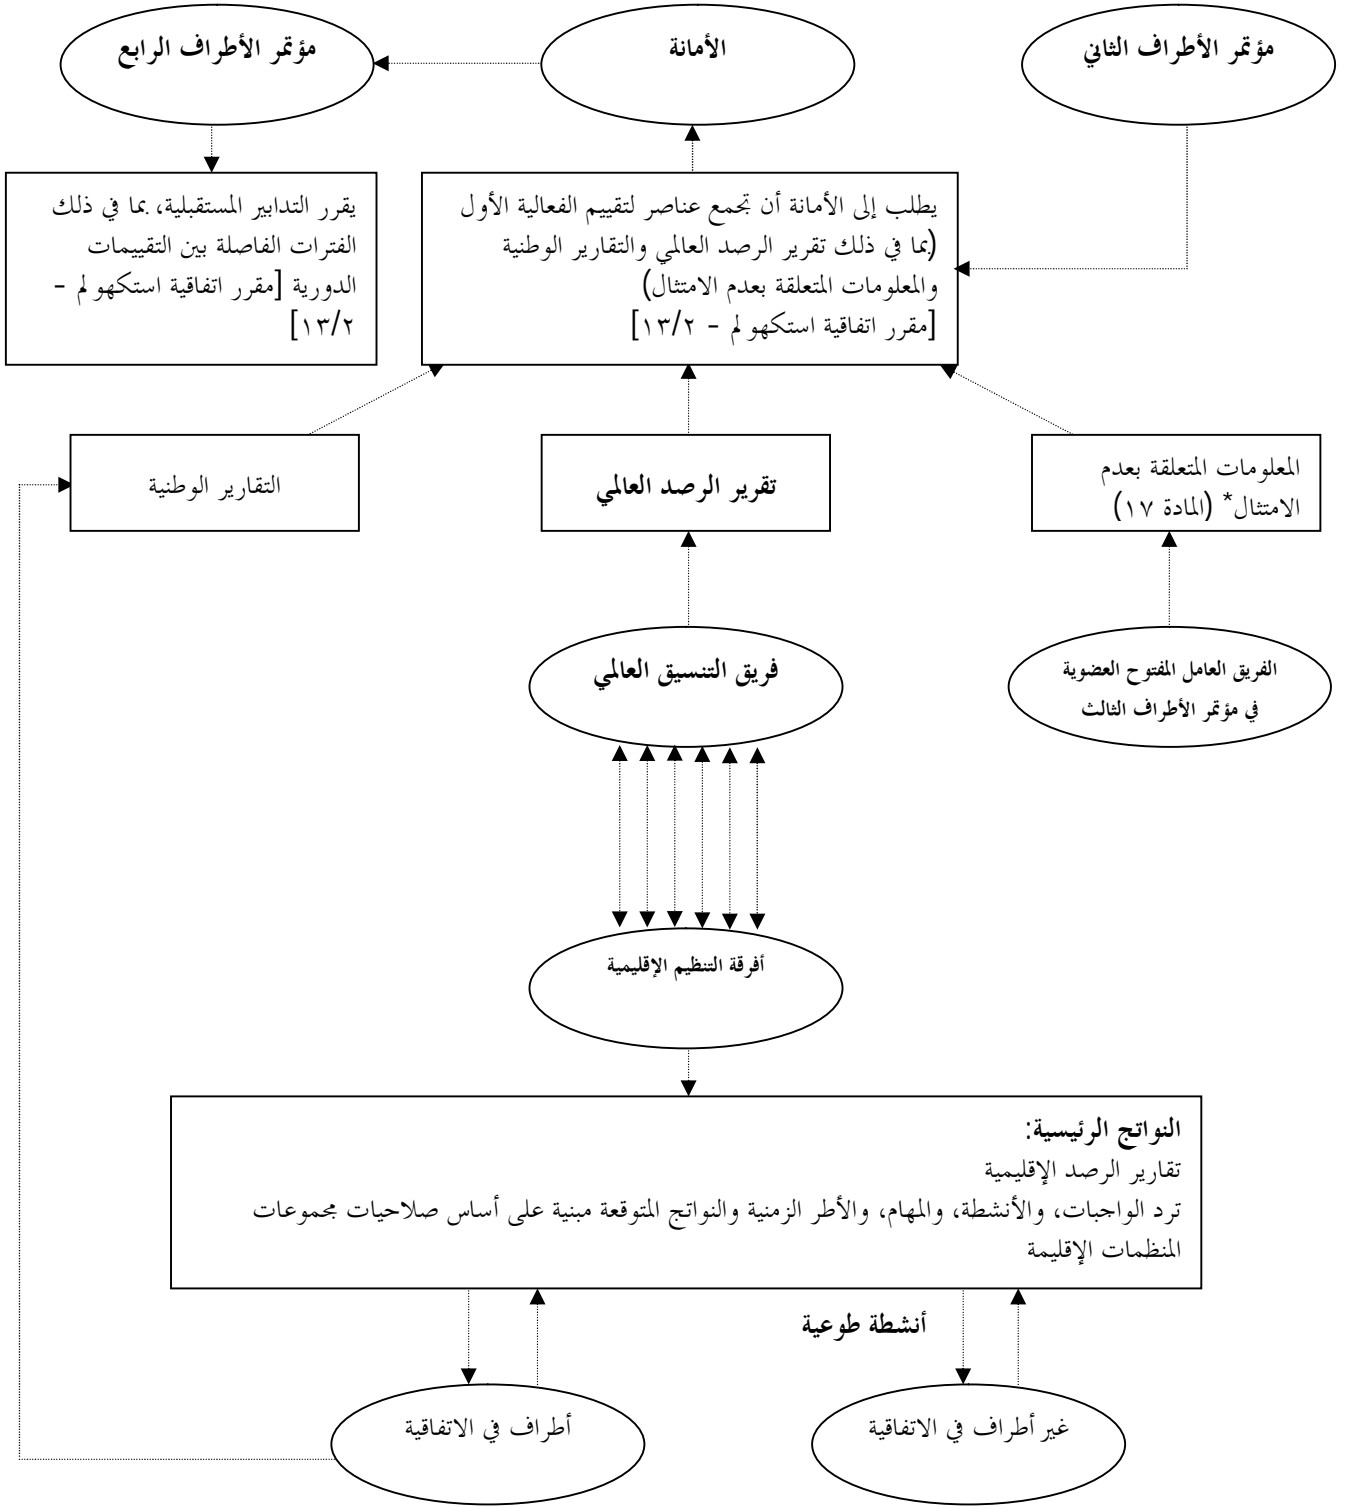 مؤتمر الأطراف الثاني
الأمانة
مؤتمر الأطراف الرابع
يطلب إلى الأمانة أن تجمع عناصر لتقييم الفعالية الأول
(بما في ذلك تقرير الرصد العالمي والتقارير الوطنية
والمعلومات المتعلقة بعدم الامتثال)
[مقرر اتفاقية استكهولم – ١٣/٢]
يقرر التدابير المستقبلية، بما في ذلك
الفترات الفاصلة بين التقييمات
الدورية [مقرر اتفاقية استكهولم –
١٣/٢]
المعلومات المتعلقة بعدم
الامتثال* (المادة ١٧)
تقرير الرصد العالمي
التقارير الوطنية
الفريق العامل المفتوح العضوية
في مؤتمر الأطراف الثالث
فريق التنسيق العالمي
أفرقة التنظيم الإقليمية
النواتج الرئيسية:
تقارير الرصد الإقليمية
ترد الواجبات، والأنشطة، والمهام، والأطر الزمنية والنواتج المتوقعة مبنية على أساس صلاحيات مجموعات
المنظمات الإقليمة
أنشطة طوعية
غير أطراف في الاتفاقية
أطراف في الاتفاقية